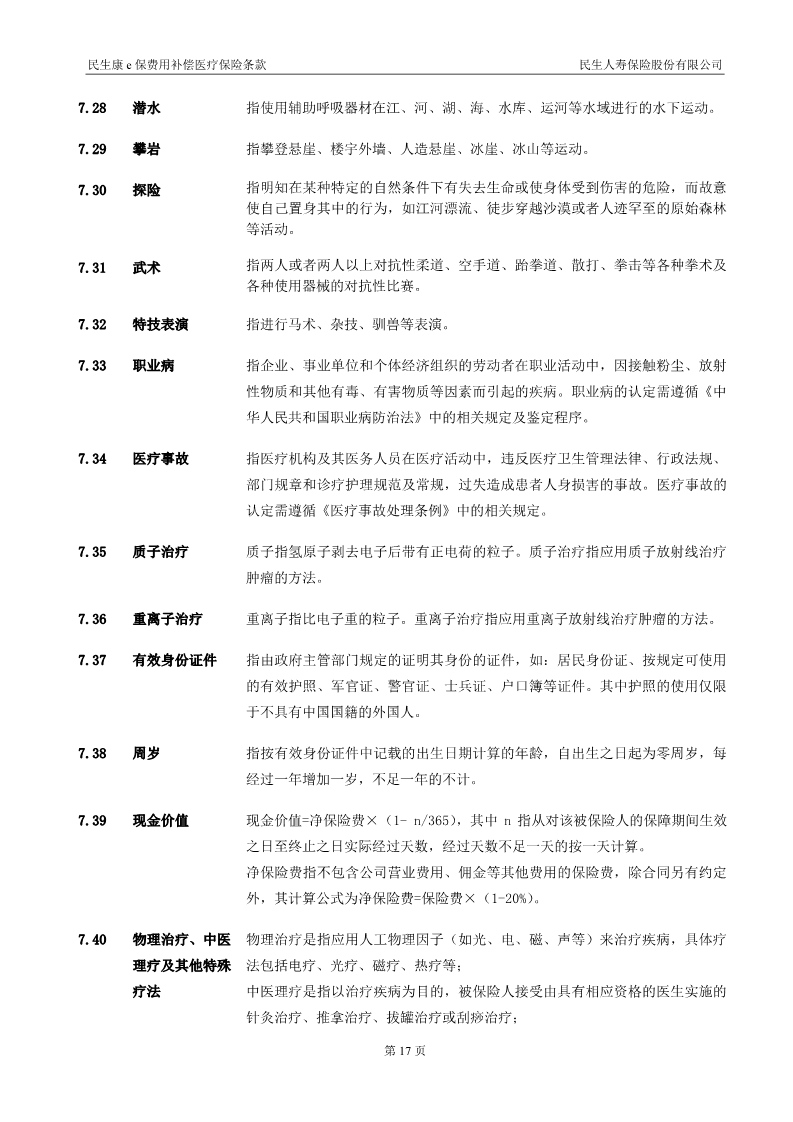 民生康 e 保费用补偿医疗保险条款 民生人寿保险股份有限公司
7.28 潜水 指使用辅助呼吸器材在江、河、湖、海、水库、运河等水域进行的水下运动。
7.29 攀岩 指攀登悬崖、楼宇外墙、人造悬崖、冰崖、冰山等运动。
7.30 探险 指明知在某种特定的自然条件下有失去生命或使身体受到伤害的危险，而故意
使自己置身其中的行为，如江河漂流、徒步穿越沙漠或者人迹罕至的原始森林
等活动。
7.31 武术 指两人或者两人以上对抗性柔道、空手道、跆拳道、散打、拳击等各种拳术及
各种使用器械的对抗性比赛。
7.32 特技表演 指进行马术、杂技、驯兽等表演。
7.33 职业病 指企业、事业单位和个体经济组织的劳动者在职业活动中，因接触粉尘、放射
性物质和其他有毒、有害物质等因素而引起的疾病。职业病的认定需遵循《中
华人民共和国职业病防治法》中的相关规定及鉴定程序。
7.34 医疗事故 指医疗机构及其医务人员在医疗活动中，违反医疗卫生管理法律、行政法规、
部门规章和诊疗护理规范及常规，过失造成患者人身损害的事故。医疗事故的
认定需遵循《医疗事故处理条例》中的相关规定。
7.35 质子治疗 质子指氢原子剥去电子后带有正电荷的粒子。质子治疗指应用质子放射线治疗
肿瘤的方法。
7.36 重离子治疗 重离子指比电子重的粒子。重离子治疗指应用重离子放射线治疗肿瘤的方法。
7.37 有效身份证件 指由政府主管部门规定的证明其身份的证件，如：居民身份证、按规定可使用
的有效护照、军官证、警官证、士兵证、户口簿等证件。其中护照的使用仅限
于不具有中国国籍的外国人。
7.38 周岁 指按有效身份证件中记载的出生日期计算的年龄，自出生之日起为零周岁，每
经过一年增加一岁，不足一年的不计。
7.39 现金价值 现金价值=净保险费×（1- n/365），其中 n 指从对该被保险人的保障期间生效
之日至终止之日实际经过天数，经过天数不足一天的按一天计算。
净保险费指不包含公司营业费用、佣金等其他费用的保险费，除合同另有约定
外，其计算公式为净保险费=保险费×（1-20%）。
7.40 物理治疗、中医 物理治疗是指应用人工物理因子（如光、电、磁、声等）来治疗疾病，具体疗
理疗及其他特殊 法包括电疗、光疗、磁疗、热疗等；
疗法 中医理疗是指以治疗疾病为目的，被保险人接受由具有相应资格的医生实施的
针灸治疗、推拿治疗、拔罐治疗或刮痧治疗；
第 17 页